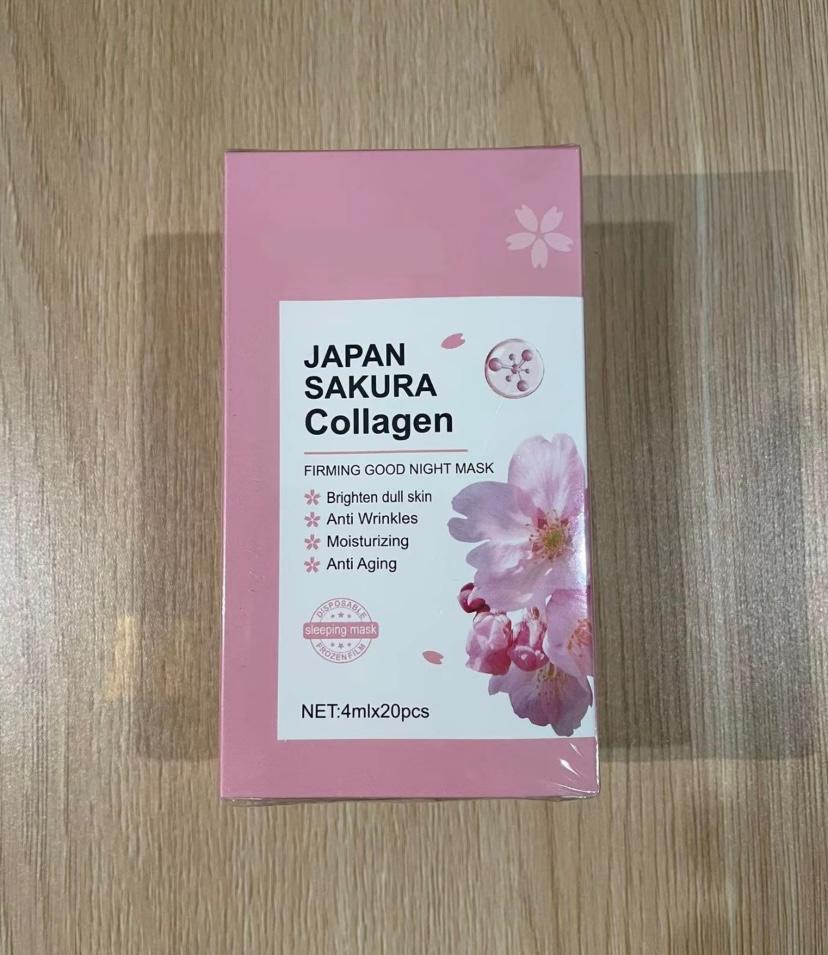 JAPAN
SAKURA
Collagen
FIRMING GOOD NIGHT MASK
Brighten dull skin
Anti Wrinkles
Moisturizing
Anti Aging
DISPOSABLE
sleeping mask
FROZEN FILM
NET:4mlx20pcs